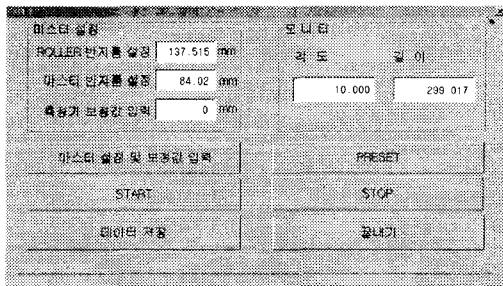 마스터 설정
ROLLER 반지름 설정 137.515 mm
마스터 반지름 설정 84.02 mm
측정기 보정값 입력 0 mm
모니터
각 도 길 이
10.000 299.017
마스터 설정 및 보정값 입력 PRESET
START STOP
데이터 저장 끝내기